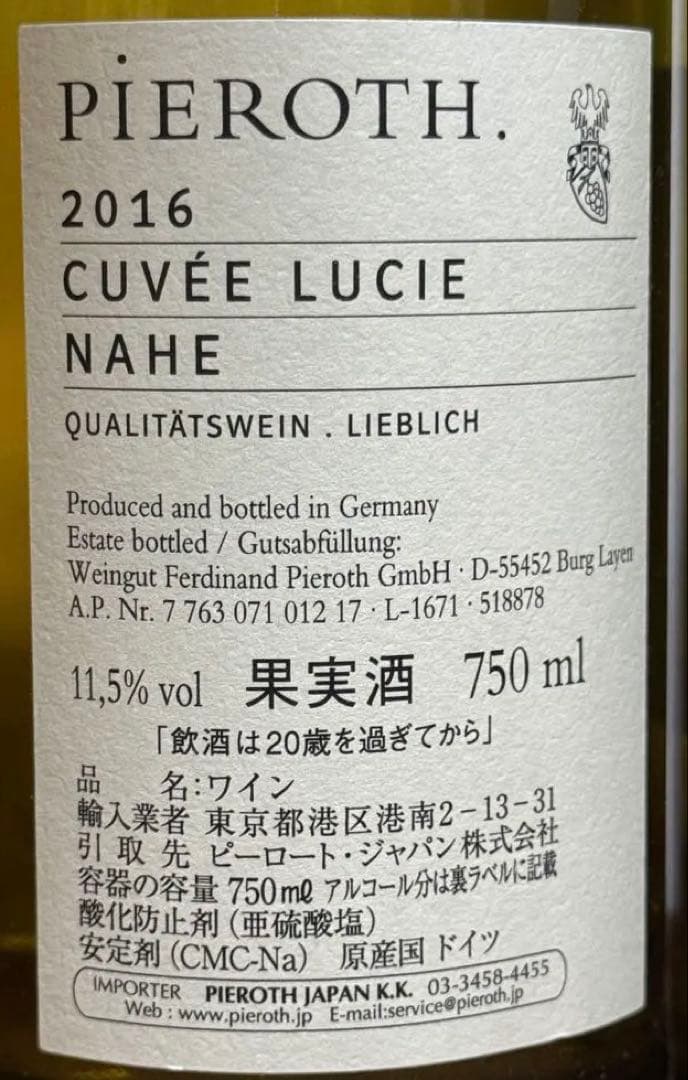 PiEROTH.
2016
CUVÉE LUCIE
NAHE
QUALITÄTSWEIN . LIEBLICH
Produced and bottled in Germany
Estate bottled / Gutsabfüllung:
Weingut Ferdinand Pieroth GmbH · D-55452 Burg Layen
A.P. Nr. 7 763 071 012 17 · L-1671 · 518878
11,5% vol 果実酒 750 ml
「飲酒は20歳を過ぎてから」
品 名:ワイン
輸入業者 東京都港区港南2-13-31
引取先 ピーロート・ジャパン株式会社
容器の容量 750mℓ アルコール分は裏ラベルに記載
酸化防止剤(亜硫酸塩)
安定剤(CMC-Na) 原産国 ドイツ
IMPORTER PIEROTH JAPAN K.K. 03-3458-4455
Web : www.pieroth.jp E-mail:service@pieroth.jp